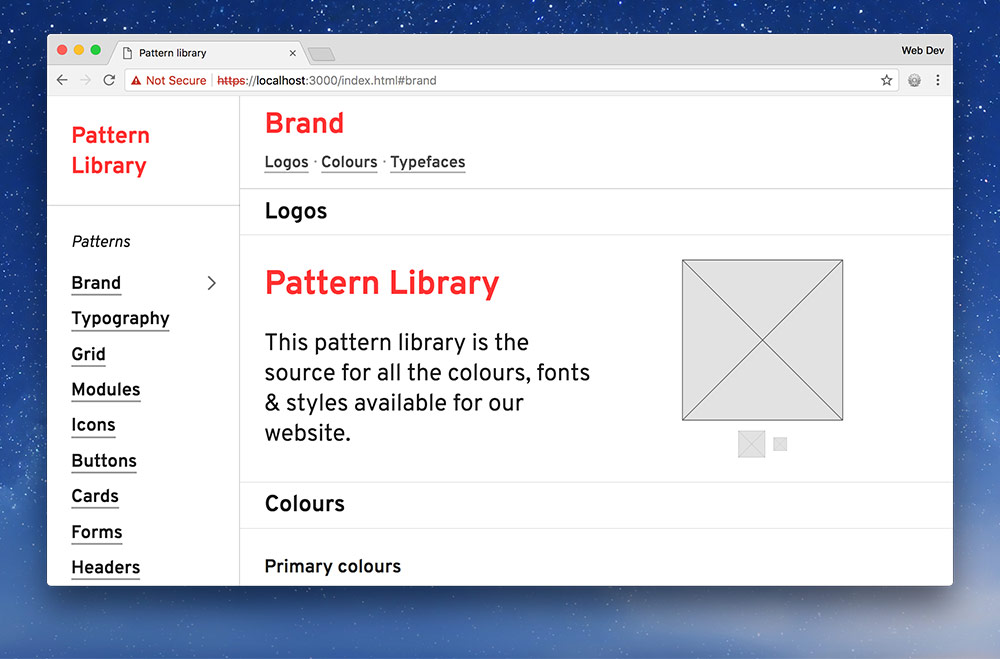 Pattern library
Web Dev
Not Secure https://localhost:3000/index.html#brand
Pattern
Library
Patterns
Brand
Typography
Grid
Modules
Icons
Buttons
Cards
Forms
Headers
Brand
Logos · Colours · Typefaces
Logos
Pattern Library
This pattern library is the
source for all the colours, fonts
& styles available for our
website.
Colours
Primary colours